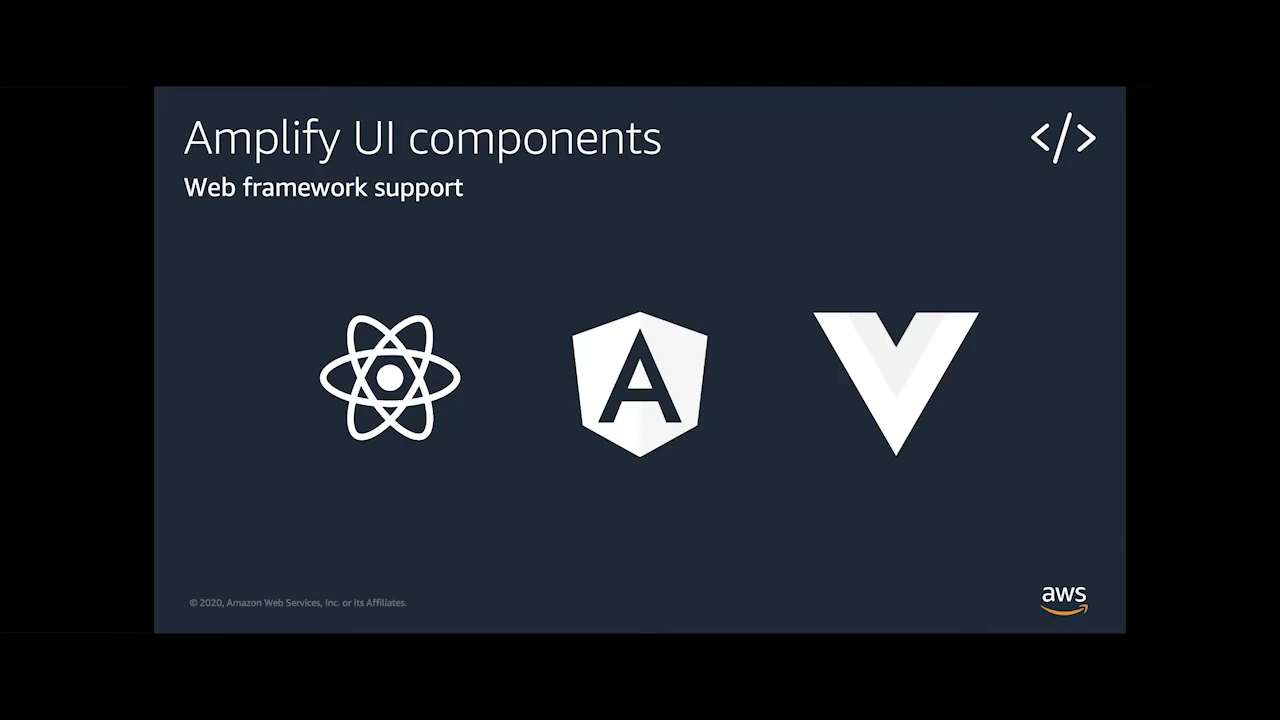 Amplify UI components
</>
Web framework support
A
© 2020, Amazon Web Services, Inc. or its Affiliates.
aws